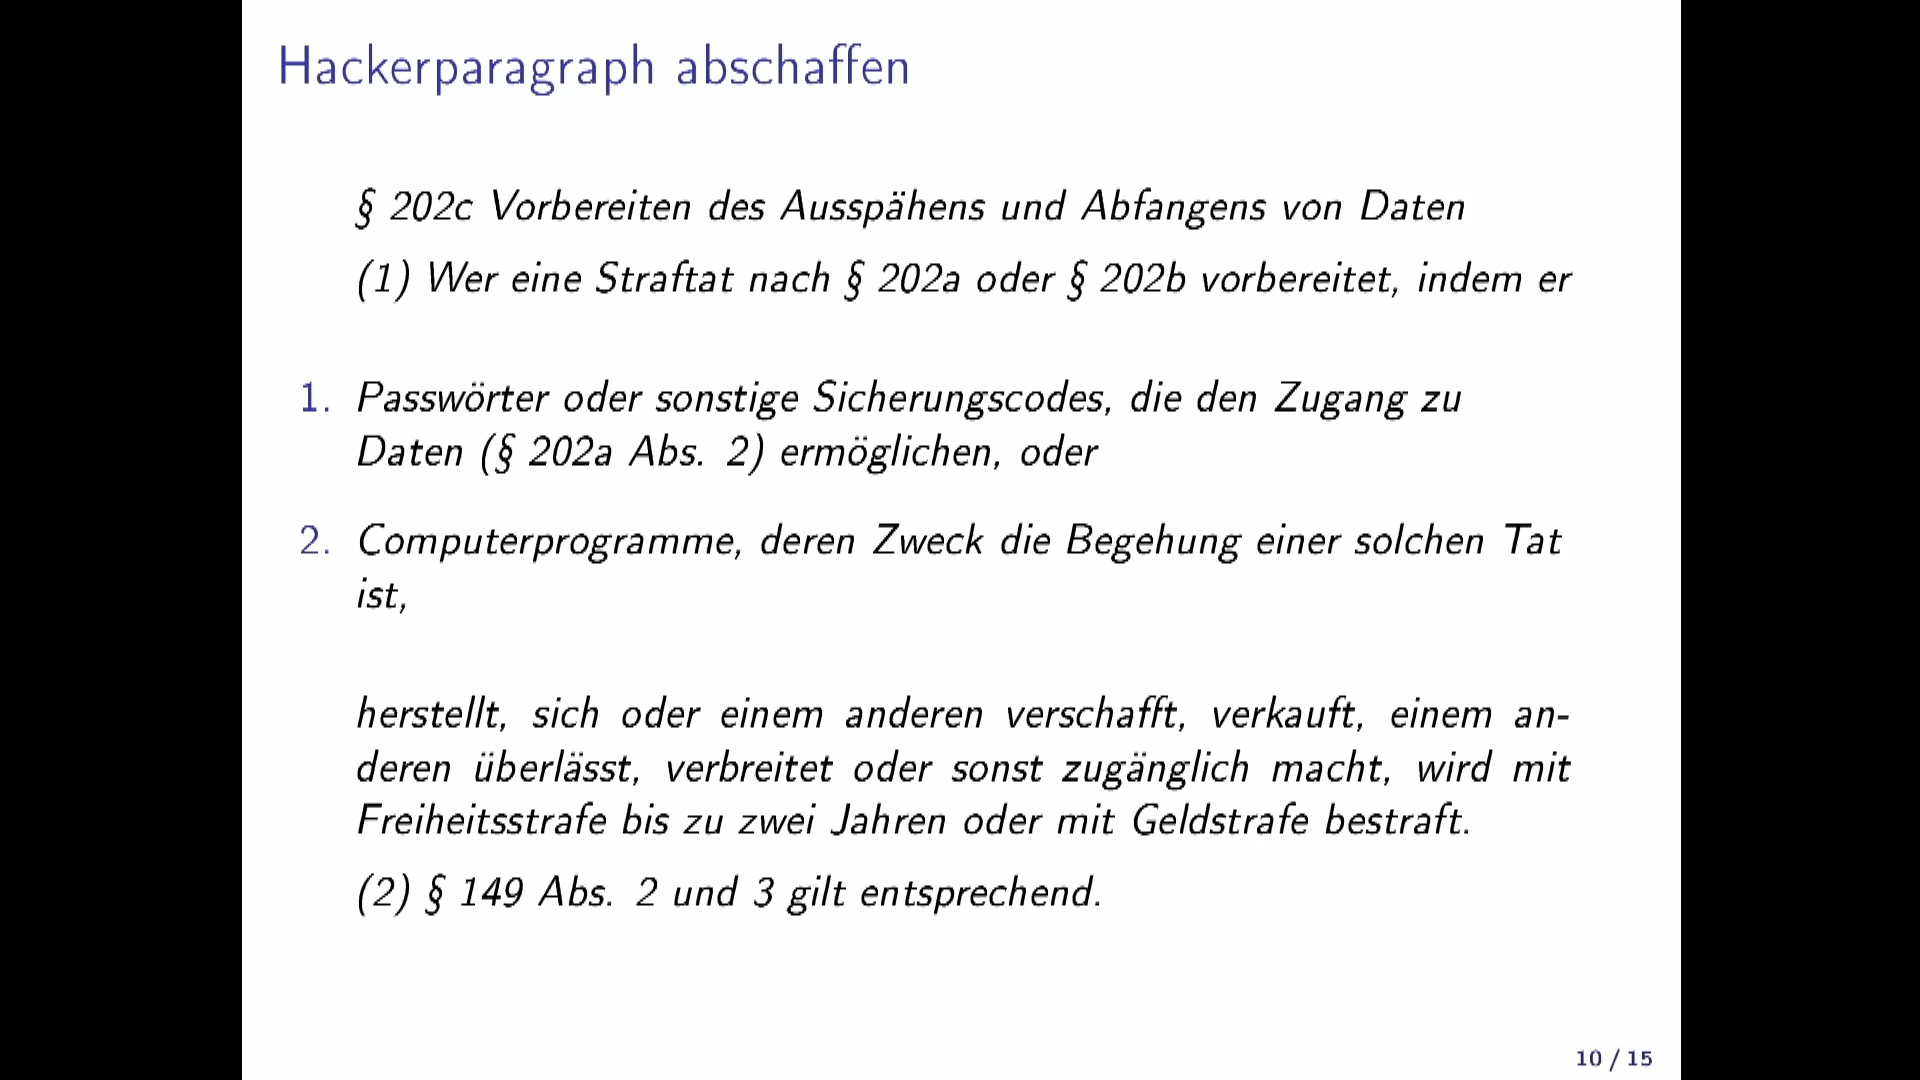 Hackerparagraph abschaffen
§ 202c Vorbereiten des Ausspähens und Abfangens von Daten
(1) Wer eine Straftat nach § 202a oder § 202b vorbereitet, indem er
1. Passwörter oder sonstige Sicherungscodes, die den Zugang zu
Daten (§ 202a Abs. 2) ermöglichen, oder
2. Computerprogramme, deren Zweck die Begehung einer solchen Tat
ist,
herstellt, sich oder einem anderen verschafft, verkauft, einem an-
deren überlässt, verbreitet oder sonst zugänglich macht, wird mit
Freiheitsstrafe bis zu zwei Jahren oder mit Geldstrafe bestraft.
(2) § 149 Abs. 2 und 3 gilt entsprechend.
10 / 15